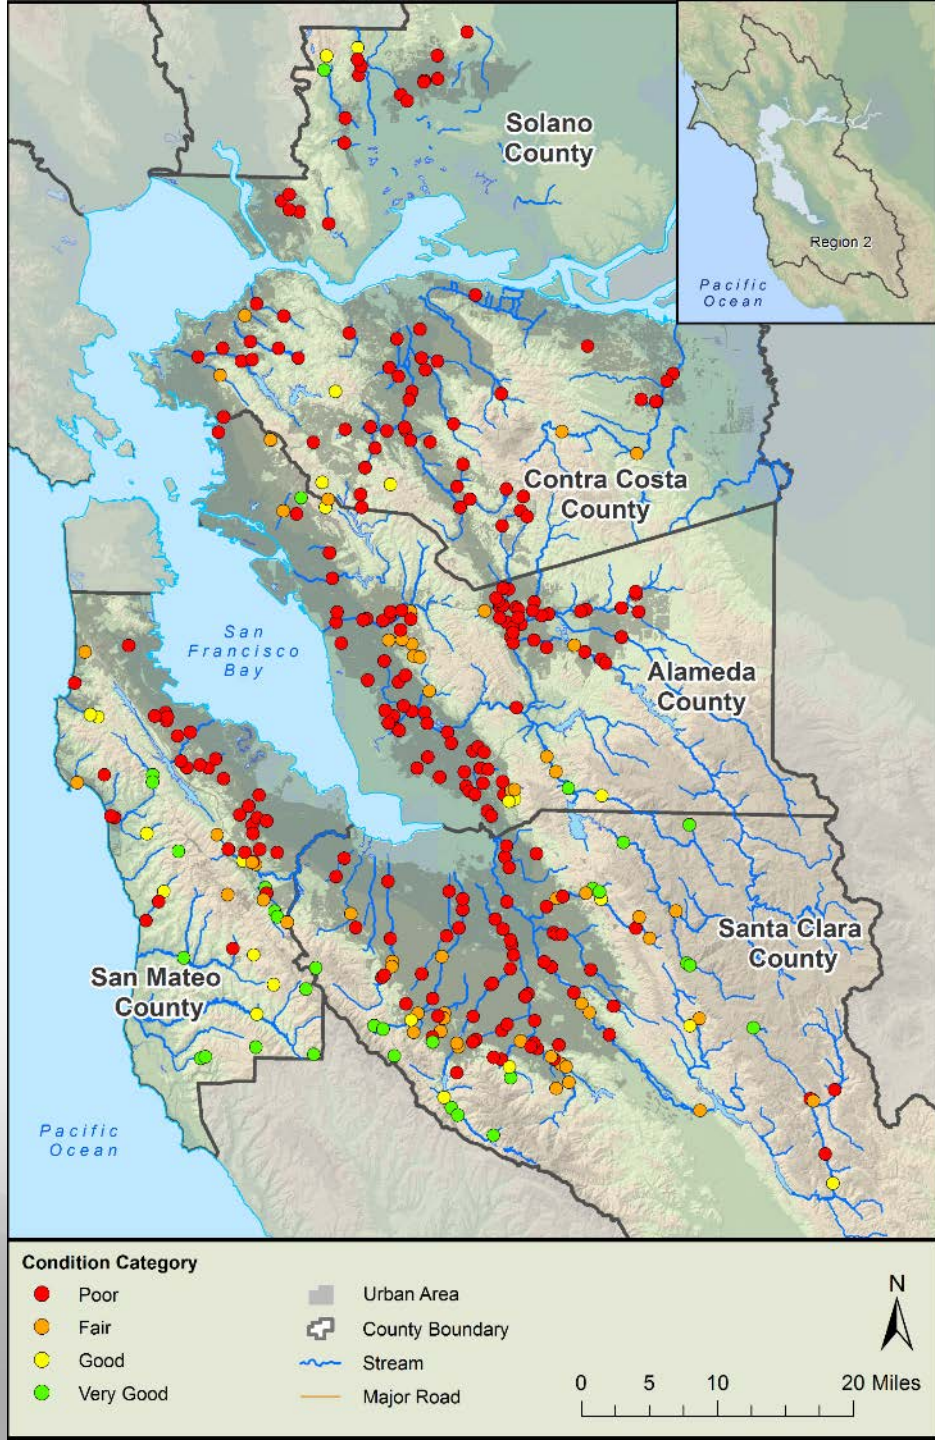 Solano
County
Region 2
Pacific
Ocean
Contra Costa
County
San
Francisco
Bay
Alameda
County
Santa Clara
County
San Mateo
County
Pacific
Ocean
Condition Category
Poor
Fair
Good
Very Good
Urban Area
County Boundary
Stream
Major Road
N
0 5 10 20 Miles